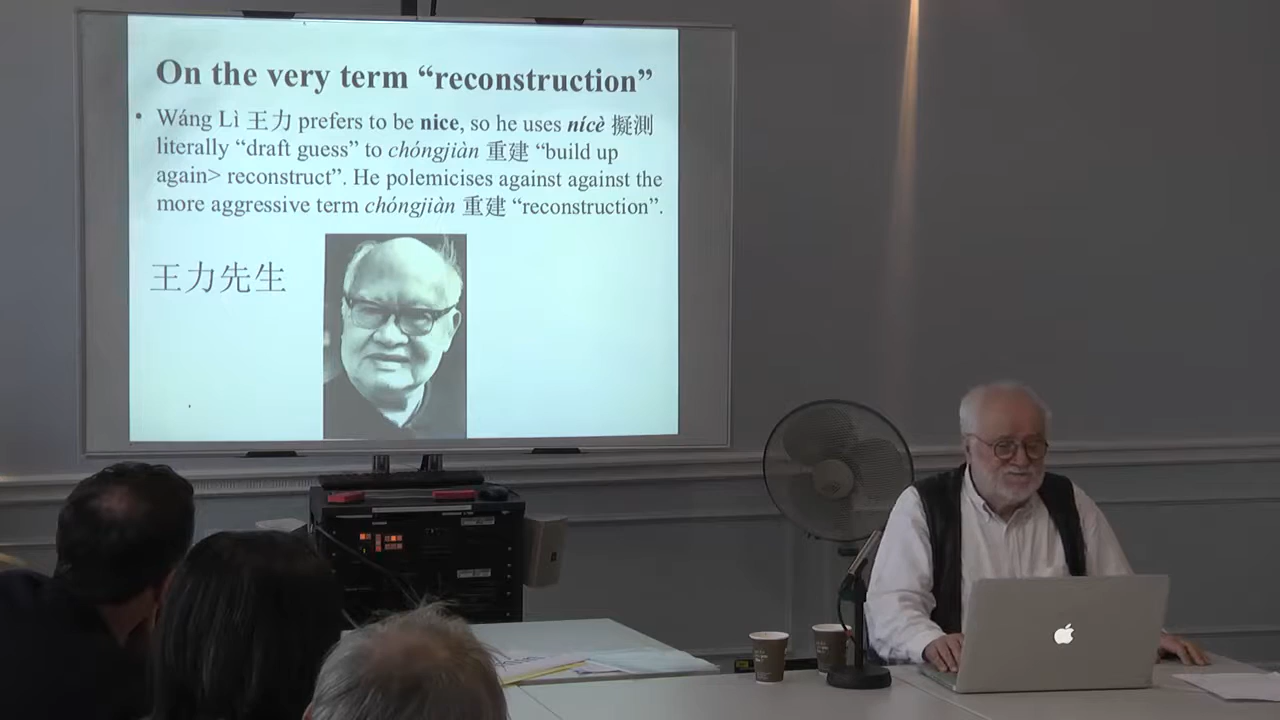 On the very term “reconstruction”
• Wáng Lì 王力 prefers to be nice, so he uses nícè 擬測
literally “draft guess” to chóngjiàn 重建 “build up
again> reconstruct”. He polemicises against against the
more aggressive term chóngjiàn 重建 “reconstruction”.
王力先生